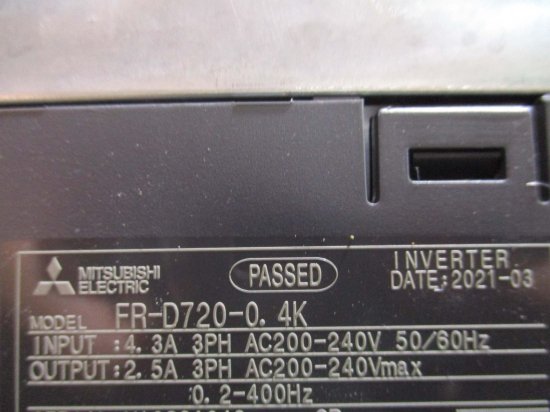 MITSUBISHI
ELECTRIC
PASSED
INVERTER
DATE:2021-03
MODEL FR-D720-0.4K
INPUT :4.3A 3PH AC200-240V 50/60Hz
OUTPUT:2.5A 3PH AC200-240Vmax
0.2-400Hz